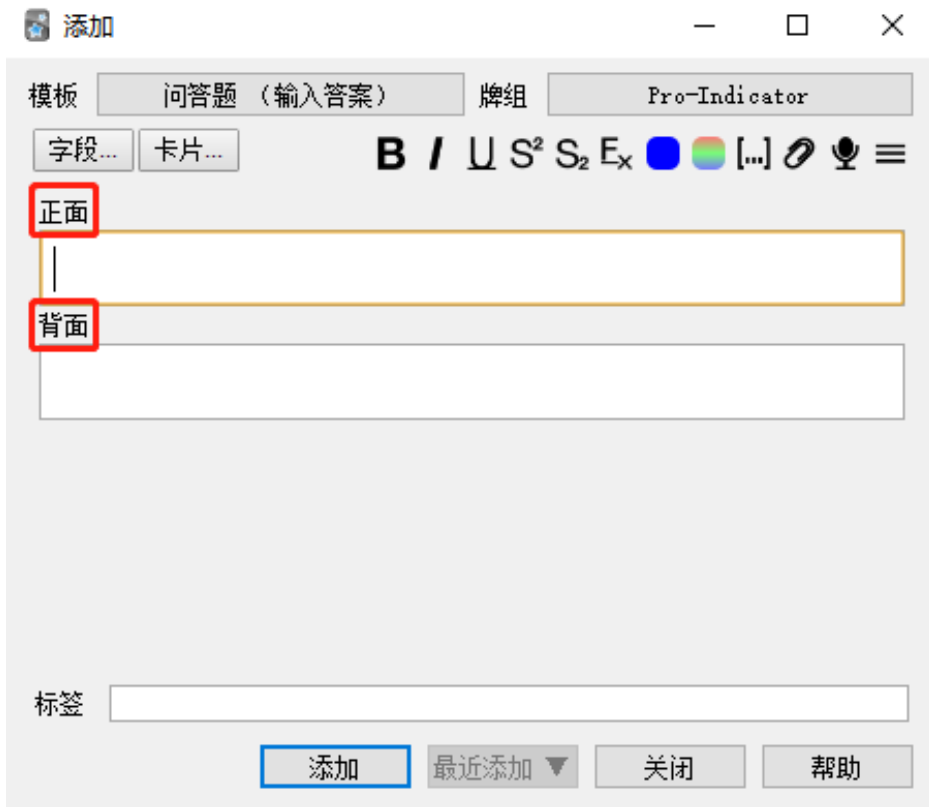 添加
模板 问答题 （输入答案） 牌组 Pro-Indicator
字段... 卡片... B I U S² S₂ Eₓ [...]
正面
背面
标签
添加 最近添加 ▼ 关闭 帮助